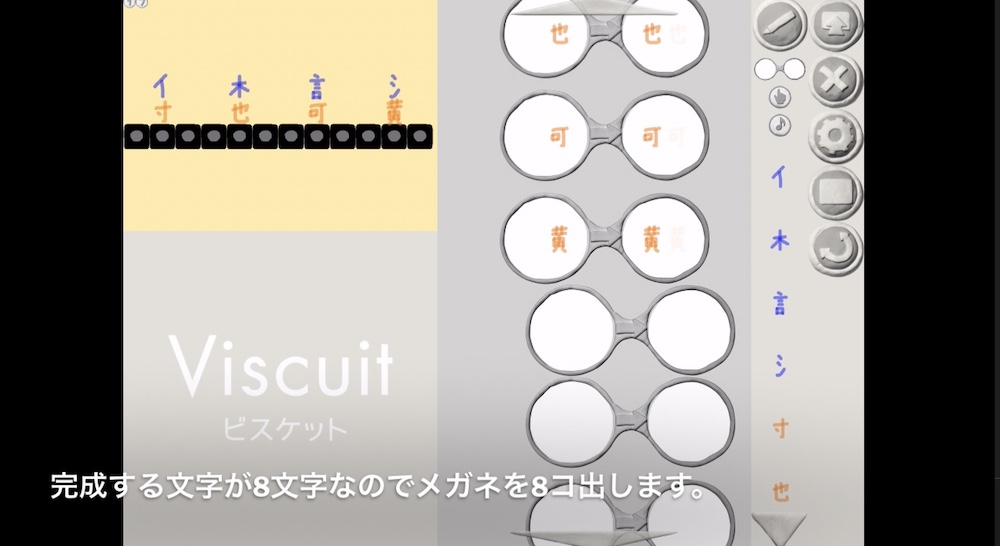 イ 木 言 シ
寸 也 可 黄
也 也
可 可
黄 黄
イ
木
言
シ
寸
也
Viscuit
ビスケット
完成する文字が8文字なのでメガネを8コ出します。